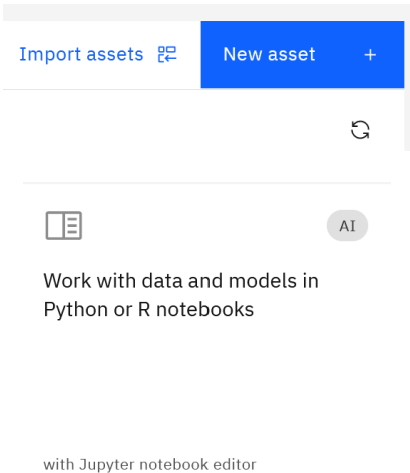 Import assets
New asset +
AI
Work with data and models in
Python or R notebooks
with Jupyter notebook editor